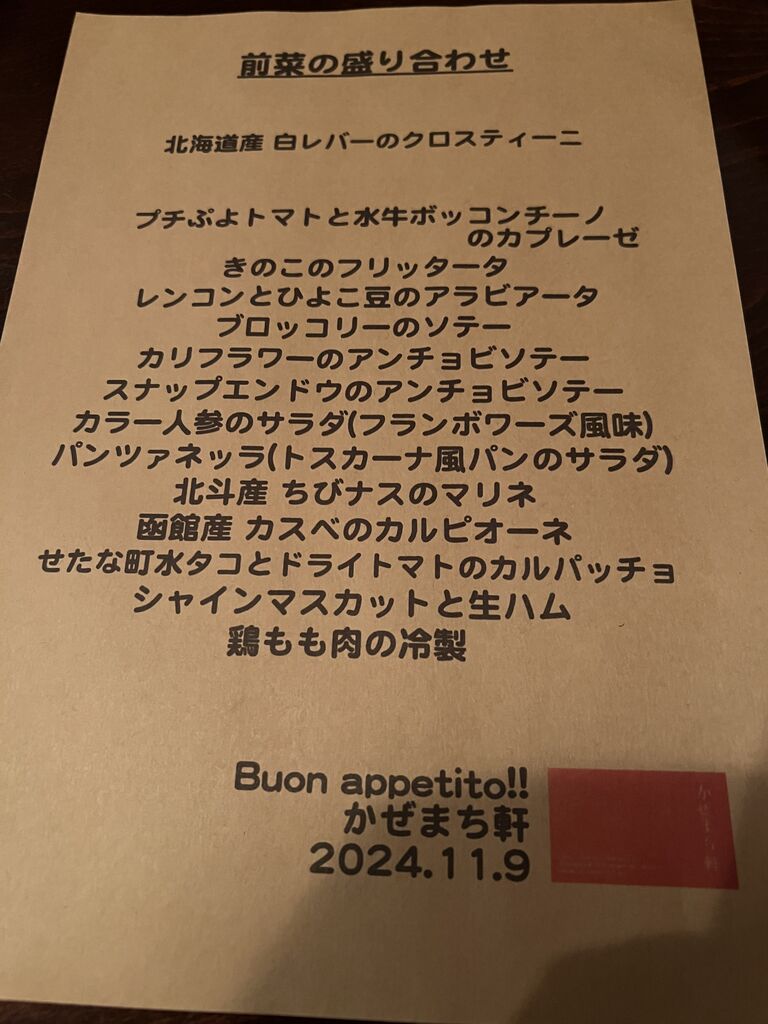 前菜の盛り合わせ
北海道産 白レバーのクロスティーニ
プチぷよトマトと水牛ボッコンチーノ
のカプレーゼ
きのこのフリッタータ
レンコンとひよこ豆のアラビアータ
ブロッコリーのソテー
カリフラワーのアンチョビソテー
スナップエンドウのアンチョビソテー
カラー人参のサラダ(フランボワーズ風味)
パンツァネッラ(トスカーナ風パンのサラダ)
北斗産 ちびナスのマリネ
函館産 カスベのカルピオーネ
せたな町水タコとドライトマトのカルパッチョ
シャインマスカットと生ハム
鶏もも肉の冷製
Buon appetito!!
かぜまち軒
2024.11.9
かぜまち軒